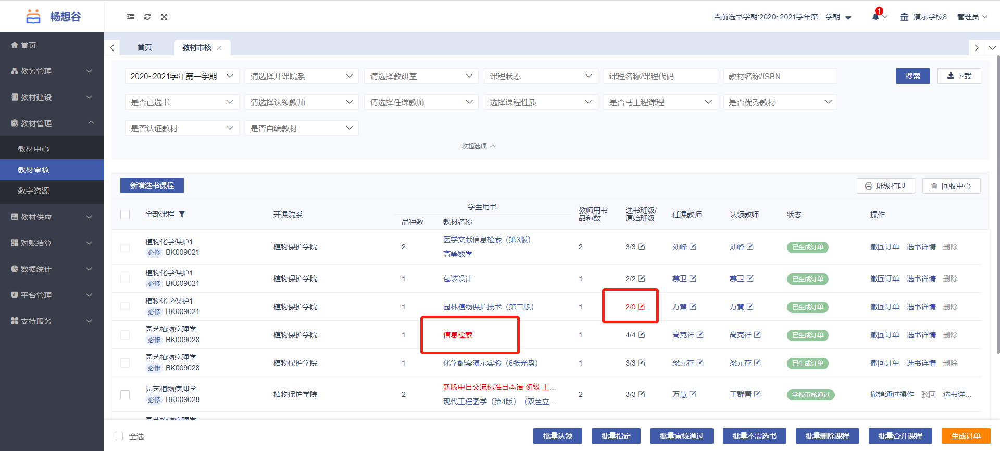 畅想谷
当前选书学期:2020~2021学年第一学期
1
演示学校8
管理员
首页
教务管理
教材建设
教材管理
教材中心
教材审核
数字资源
教材供应
对账结算
数据统计
平台管理
支持服务
首页
教材审核
2020~2021学年第一学期
请选择开课院系
请选择教研室
课程状态
课程名称/课程代码
教材名称/ISBN
搜索
下载
是否已选书
请选择认领教师
请选择任课教师
选择课程性质
是否马工程课程
是否优秀教材
是否认证教材
是否自编教材
收起选项
新增选书课程
班级打印
回收中心
全部课程
开课院系
学生用书
品种数
教材名称
教师用书
品种数
选书班级/
原始班级
任课教师
认领教师
状态
操作
植物化学保护1
必修 BK009021
植物保护学院
2
医学文献信息检索（第3版）
高等数学
2
3/3
刘峰
刘峰
已生成订单
撤回订单 选书详情 删除
植物化学保护1
必修 BK009021
植物保护学院
1
包装设计
1
2/2
慕卫
慕卫
已生成订单
撤回订单 选书详情 删除
植物化学保护1
必修 BK009021
植物保护学院
1
园林植物保护技术（第二版）
1
2/0
万慧
万慧
已生成订单
撤回订单 选书详情 删除
园艺植物病理学
必修 BK009028
植物保护学院
1
信息检索
1
4/4
高克祥
高克祥
已生成订单
撤回订单 选书详情 删除
园艺植物病理学
必修 BK009028
植物保护学院
1
化学配套演示实验（6张光盘）
1
3/3
梁元存
梁元存
已生成订单
撤回订单 选书详情 删除
园艺植物病理学
必修 BK009028
植物保护学院
2
新版中日交流标准日本语 初级 上...
现代工程图学（第4版）（双色立...
2
3/3
万慧
王群青
学校审核通过
撤销通过操作 驳回 选书详...
园艺植物病理学
全选
批量认领
批量指定
批量审核通过
批量不需选书
批量删除课程
批量合并课程
生成订单